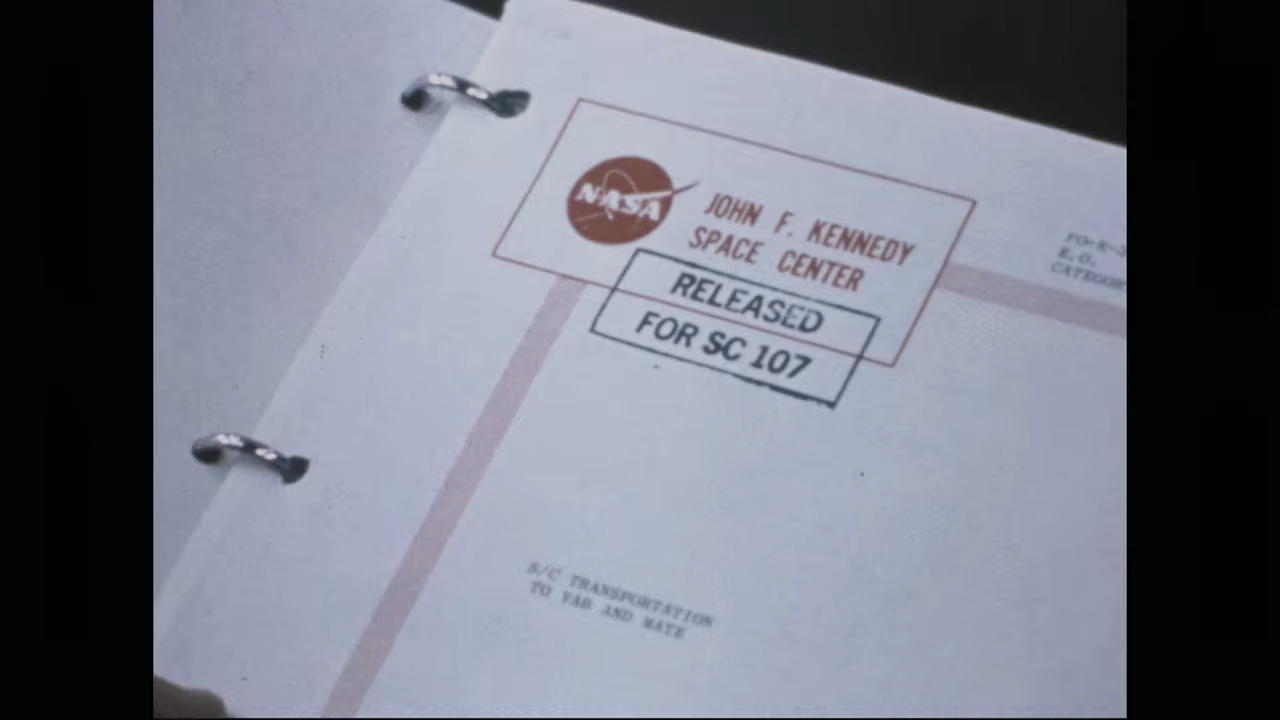 NASA
JOHN F. KENNEDY
SPACE CENTER
RELEASED
FOR SC 107
E.O.
S/C TRANSPORTATION
TO VAB AND MATE